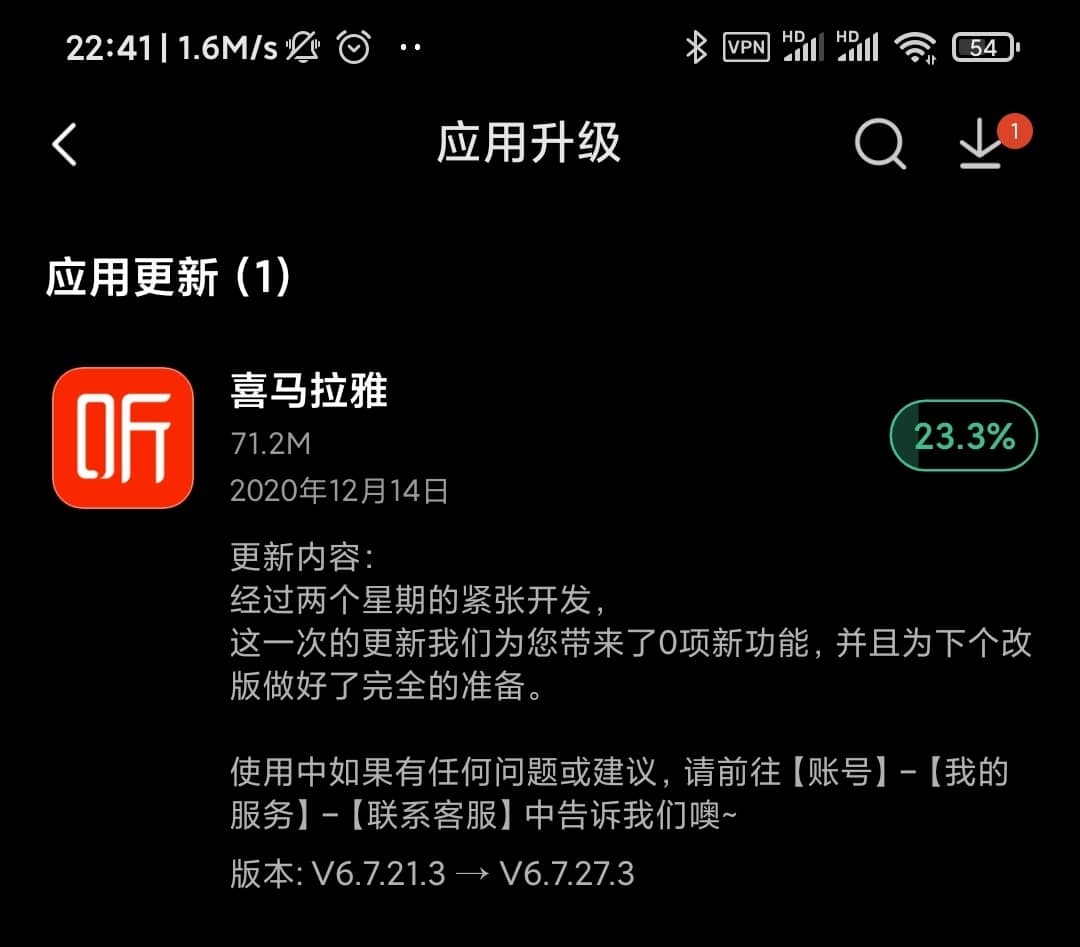 22:41 | 1.6M/s
VPN HD HD 54
应用升级
1
应用更新 (1)
听
喜马拉雅
71.2M
23.3%
2020年12月14日
更新内容：
经过两个星期的紧张开发，
这一次的更新我们为您带来了0项新功能，并且为下个改
版做好了完全的准备。
使用中如果有任何问题或建议，请前往【账号】-【我的
服务】-【联系客服】中告诉我们噢~
版本: V6.7.21.3 → V6.7.27.3